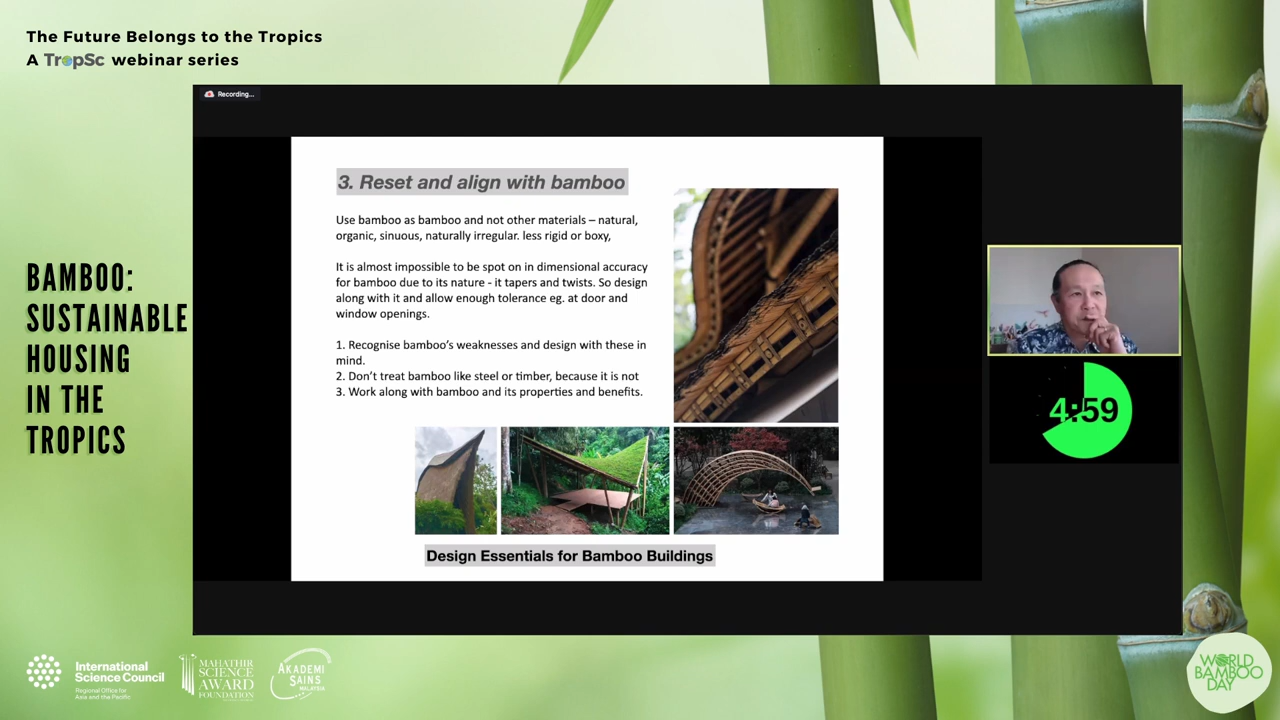 The Future Belongs to the Tropics
A TropSc webinar series
Recording...
BAMBOO:
SUSTAINABLE
HOUSING
IN THE
TROPICS
3. Reset and align with bamboo
Use bamboo as bamboo and not other materials – natural,
organic, sinuous, naturally irregular. less rigid or boxy,
It is almost impossible to be spot on in dimensional accuracy
for bamboo due to its nature - it tapers and twists. So design
along with it and allow enough tolerance eg. at door and
window openings.
1. Recognise bamboo's weaknesses and design with these in
mind.
2. Don't treat bamboo like steel or timber, because it is not
3. Work along with bamboo and its properties and benefits.
Design Essentials for Bamboo Buildings
4:59
International
Science Council
Regional Office for
Asia and the Pacific
MAHATHIR
SCIENCE
AWARD
FOUNDATION
AKADEMI
SAINS
MALAYSIA
WORLD
BAMBOO
DAY